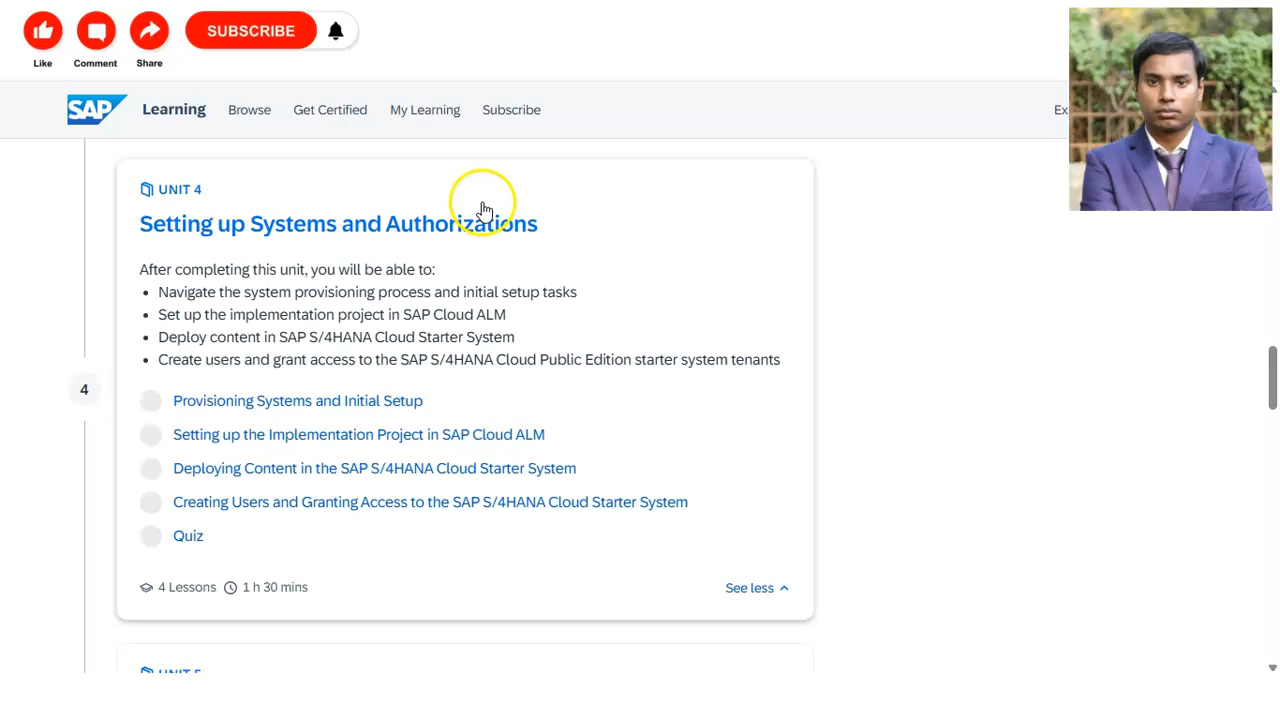 SUBSCRIBE
Like Comment Share
SAP Learning Browse Get Certified My Learning Subscribe Ex
UNIT 4
Setting up Systems and Authorizations
After completing this unit, you will be able to:
• Navigate the system provisioning process and initial setup tasks
• Set up the implementation project in SAP Cloud ALM
• Deploy content in SAP S/4HANA Cloud Starter System
• Create users and grant access to the SAP S/4HANA Cloud Public Edition starter system tenants
4
Provisioning Systems and Initial Setup
Setting up the Implementation Project in SAP Cloud ALM
Deploying Content in the SAP S/4HANA Cloud Starter System
Creating Users and Granting Access to the SAP S/4HANA Cloud Starter System
Quiz
4 Lessons 1 h 30 mins See less
UNIT 5